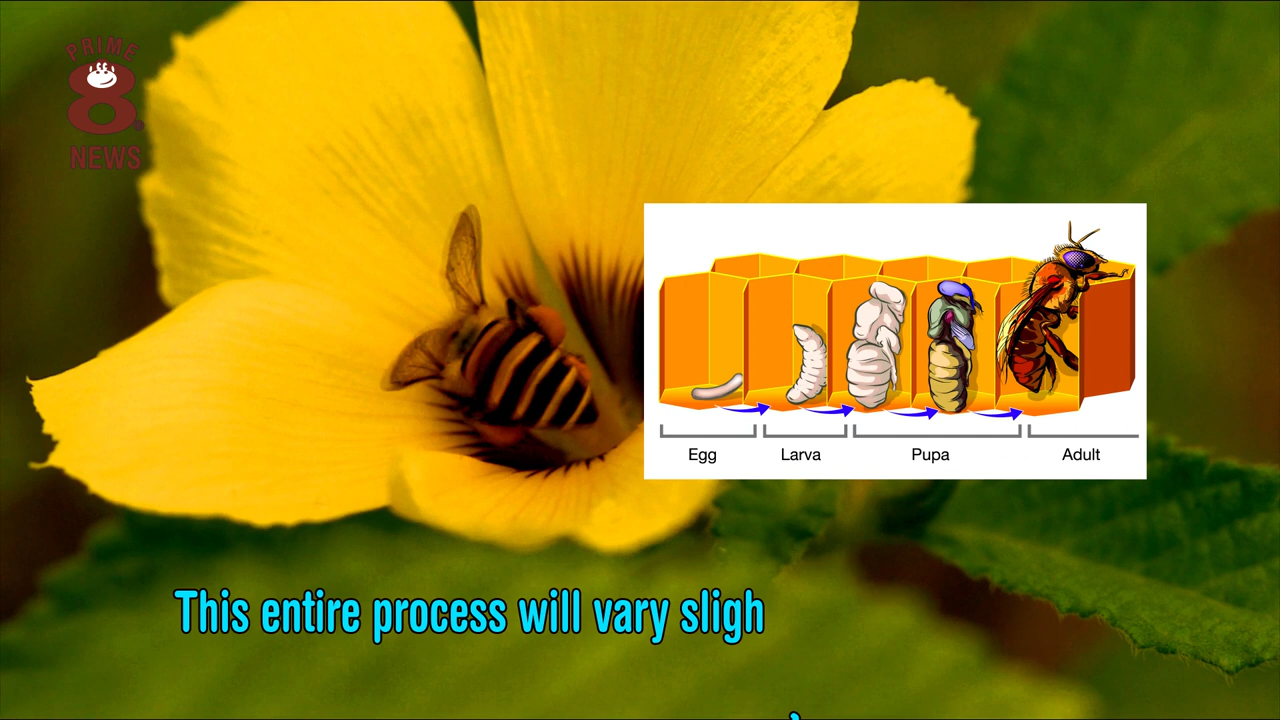 PRIME
8
NEWS
Egg Larva Pupa Adult
This entire process will vary sligh